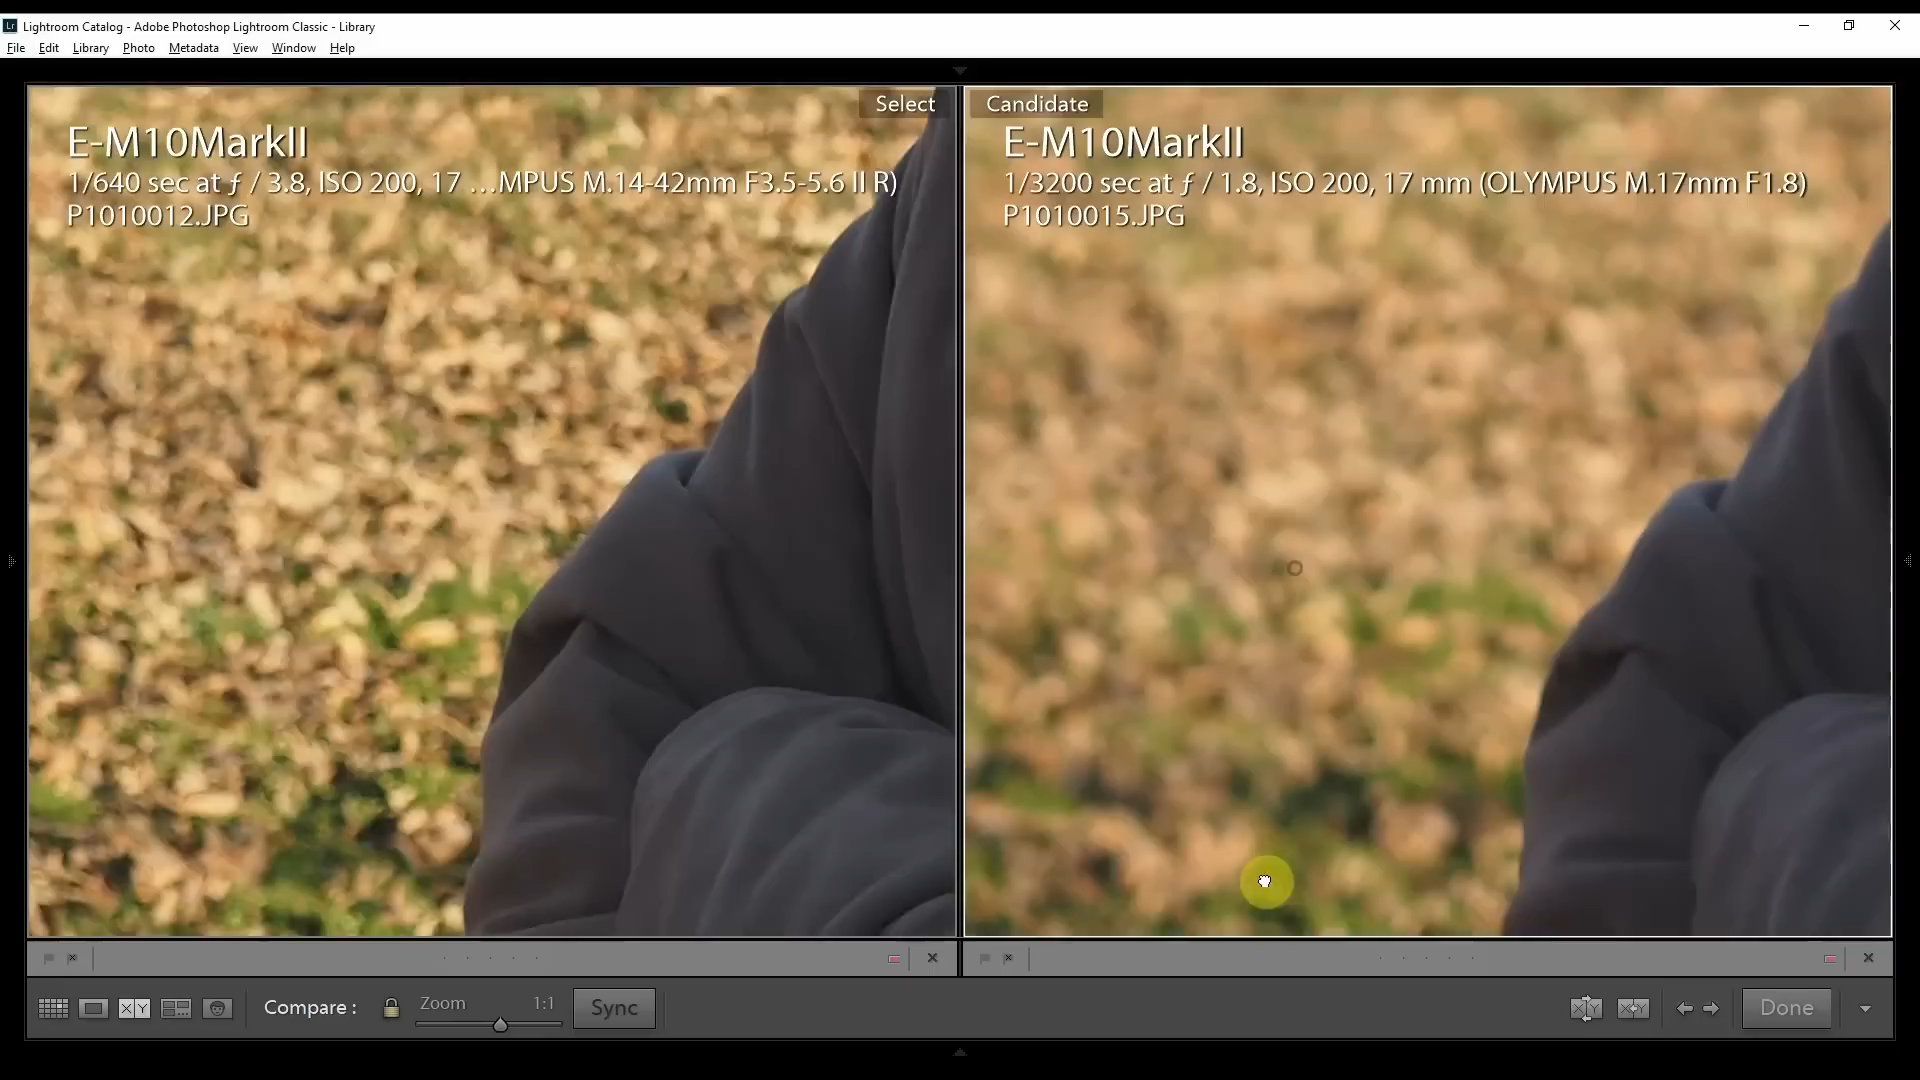 Lightroom Catalog - Adobe Photoshop Lightroom Classic - Library
File Edit Library Photo Metadata View Window Help
Select
E-M10MarkII
1/640 sec at ƒ / 3.8, ISO 200, 17 ...MPUS M.14-42mm F3.5-5.6 II R)
P1010012.JPG
Candidate
E-M10MarkII
1/3200 sec at ƒ / 1.8, ISO 200, 17 mm (OLYMPUS M.17mm F1.8)
P1010015.JPG
XY Compare : Zoom 1:1 Sync Done